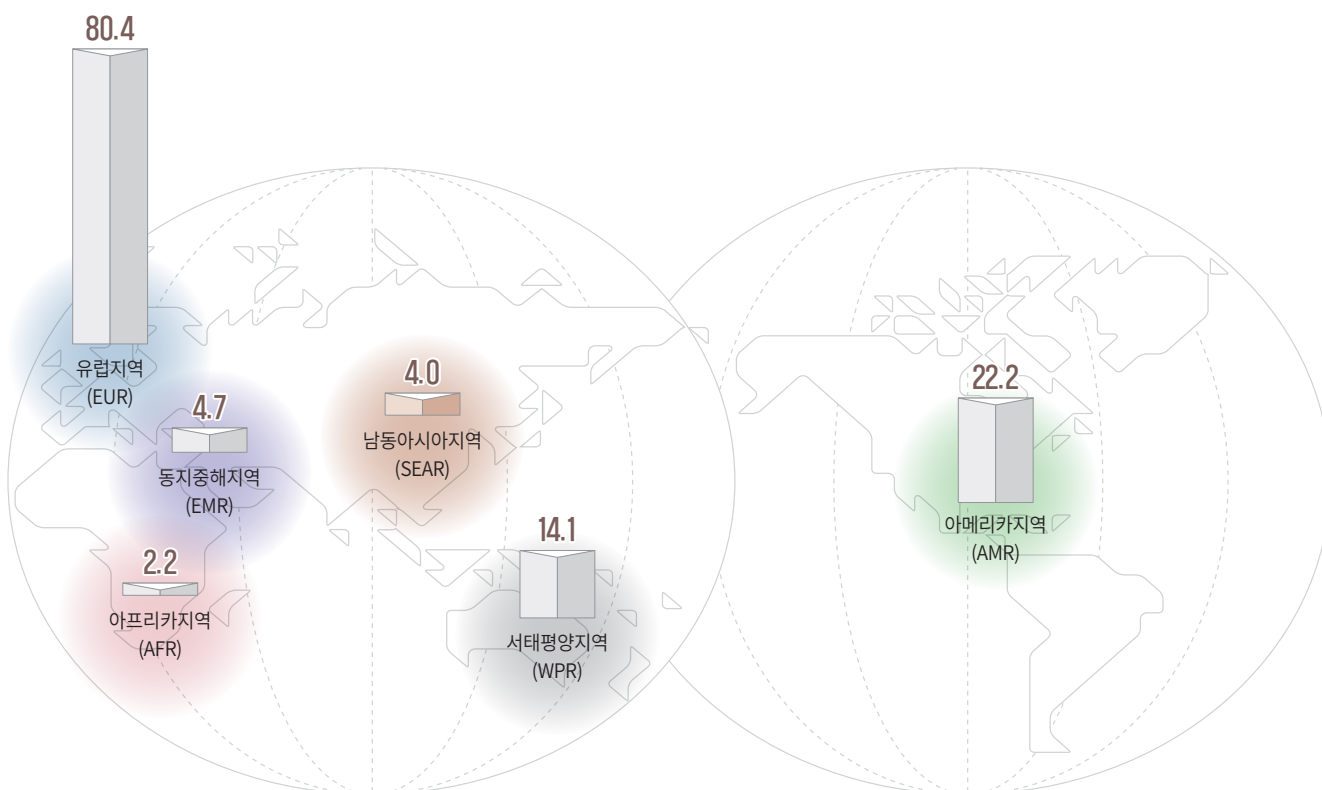 80.4
유럽지역
(EUR)
4.7
동지중해지역
(EMR)
2.2
아프리카지역
(AFR)
4.0
남동아시아지역
(SEAR)
14.1
서태평양지역
(WPR)
22.2
아메리카지역
(AMR)